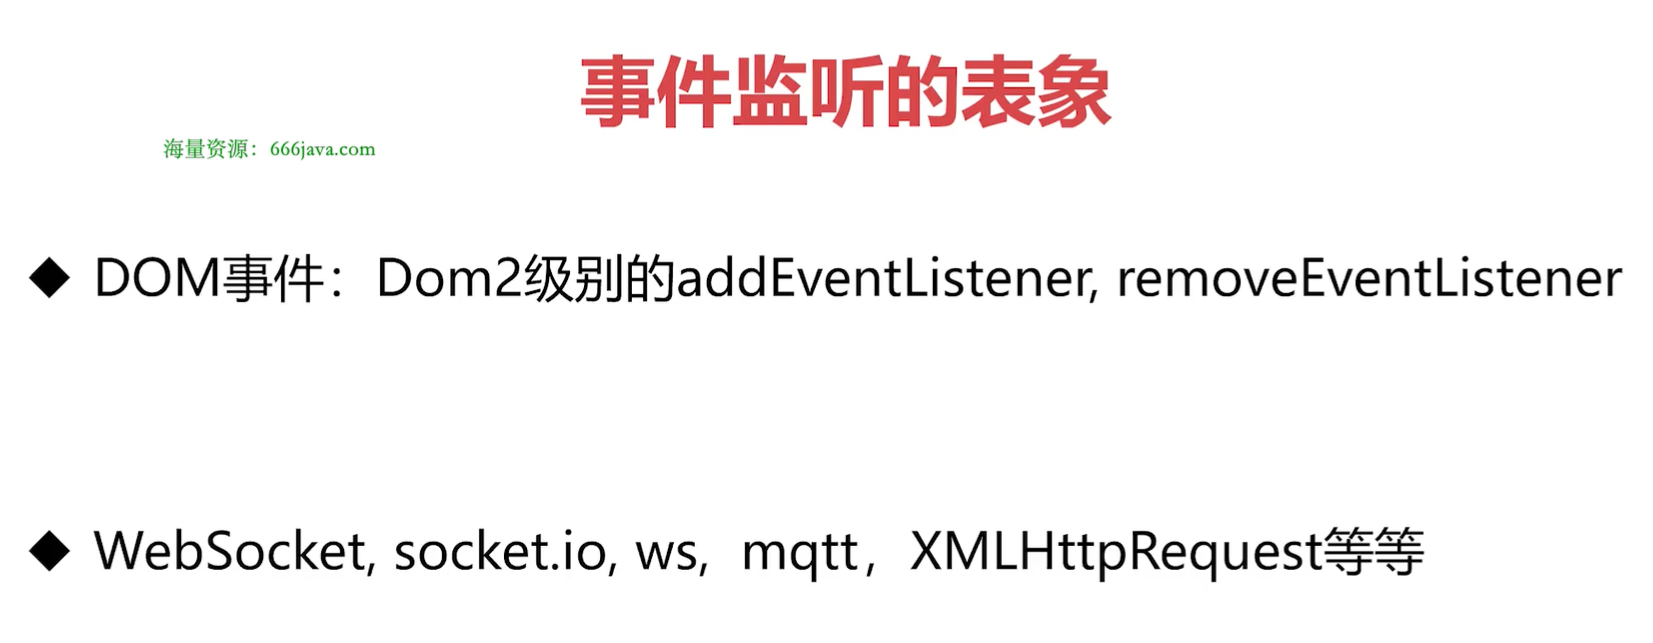 事件监听的表象
海量资源：666java.com
◆ DOM事件：Dom2级别的addEventListener, removeEventListener
◆ WebSocket, socket.io, ws,  mqtt，XMLHttpRequest等等